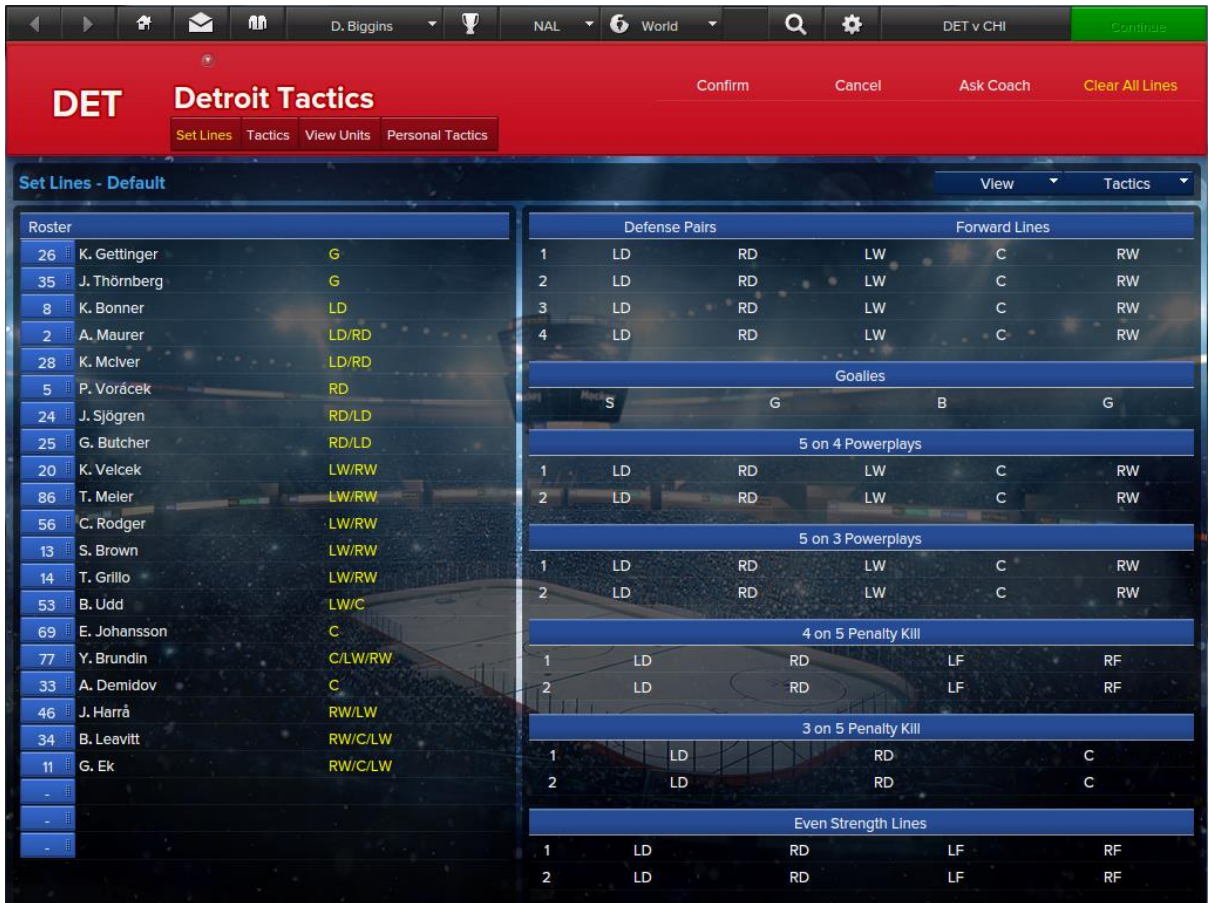 D. Biggins NAL World DET v CHI Continue
DET Detroit Tactics
Confirm Cancel Ask Coach Clear All Lines
Set Lines Tactics View Units Personal Tactics
Set Lines - Default View Tactics
Roster
26 K. Gettinger G
35 J. Thörnberg G
8 K. Bonner LD
2 A. Maurer LD/RD
28 K. McIver LD/RD
5 P. Vorácek RD
24 J. Sjögren RD/LD
25 G. Butcher RD/LD
20 K. Velcek LW/RW
86 T. Meier LW/RW
56 C. Rodger LW/RW
13 S. Brown LW/RW
14 T. Grillo LW/RW
53 B. Udd LW/C
69 E. Johansson C
77 Y. Brundin C/LW/RW
33 A. Demidov C
46 J. Harrå RW/LW
34 B. Leavitt RW/C/LW
11 G. Ek RW/C/LW
-
-
-
Defense Pairs Forward Lines
1 LD RD LW C RW
2 LD RD LW C RW
3 LD RD LW C RW
4 LD RD LW C RW
Goalies
S G B G
5 on 4 Powerplays
1 LD RD LW C RW
2 LD RD LW C RW
5 on 3 Powerplays
1 LD RD LW C RW
2 LD RD LW C RW
4 on 5 Penalty Kill
1 LD RD LF RF
2 LD RD LF RF
3 on 5 Penalty Kill
1 LD RD C
2 LD RD C
Even Strength Lines
1 LD RD LF RF
2 LD RD LF RF